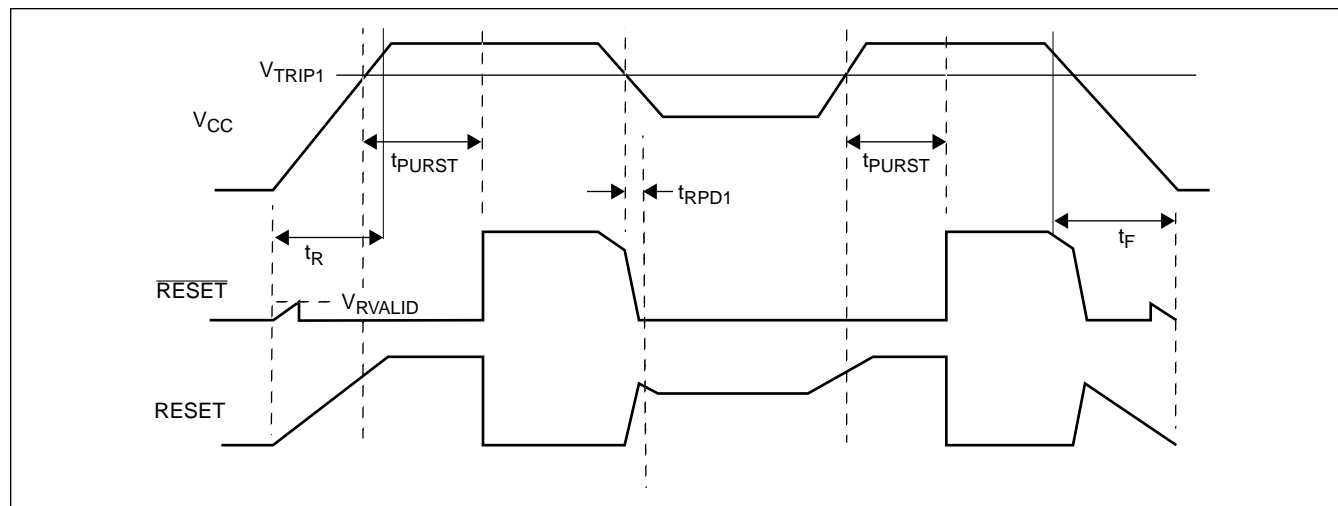 VTRIP1
VCC
tPURST
tPURST
tRPD1
tR
tF
RESET
VRVALID
RESET